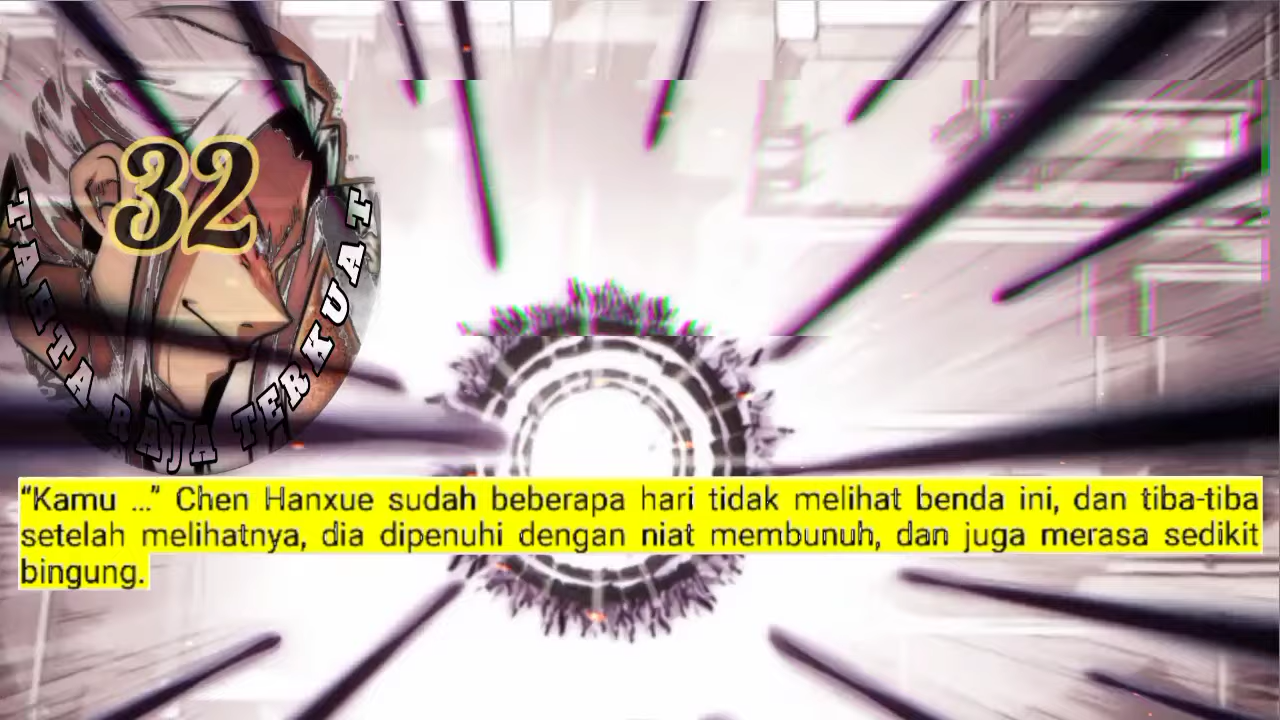 32
TAHTA RAJA TERKUAT
“Kamu ...” Chen Hanxue sudah beberapa hari tidak melihat benda ini, dan tiba-tiba
setelah melihatnya, dia dipenuhi dengan niat membunuh, dan juga merasa sedikit
bingung.